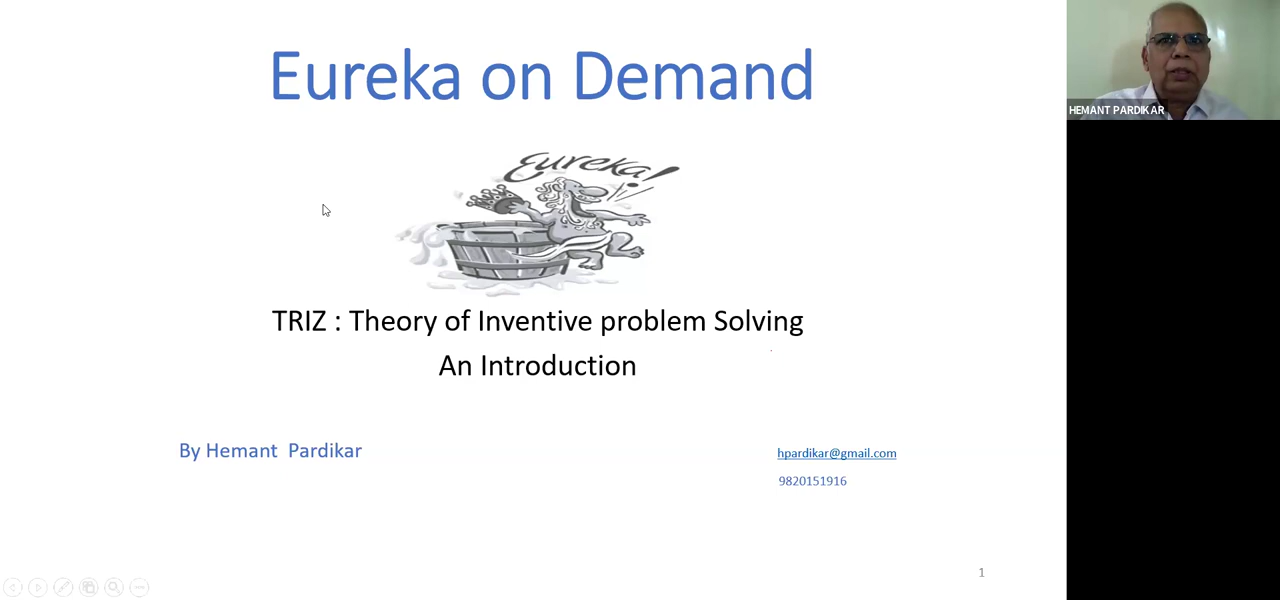 Eureka on Demand
Eureka!
TRIZ : Theory of Inventive problem Solving
An Introduction
By Hemant Pardikar
hpardikar@gmail.com
9820151916
1
HEMANT PARDIKAR